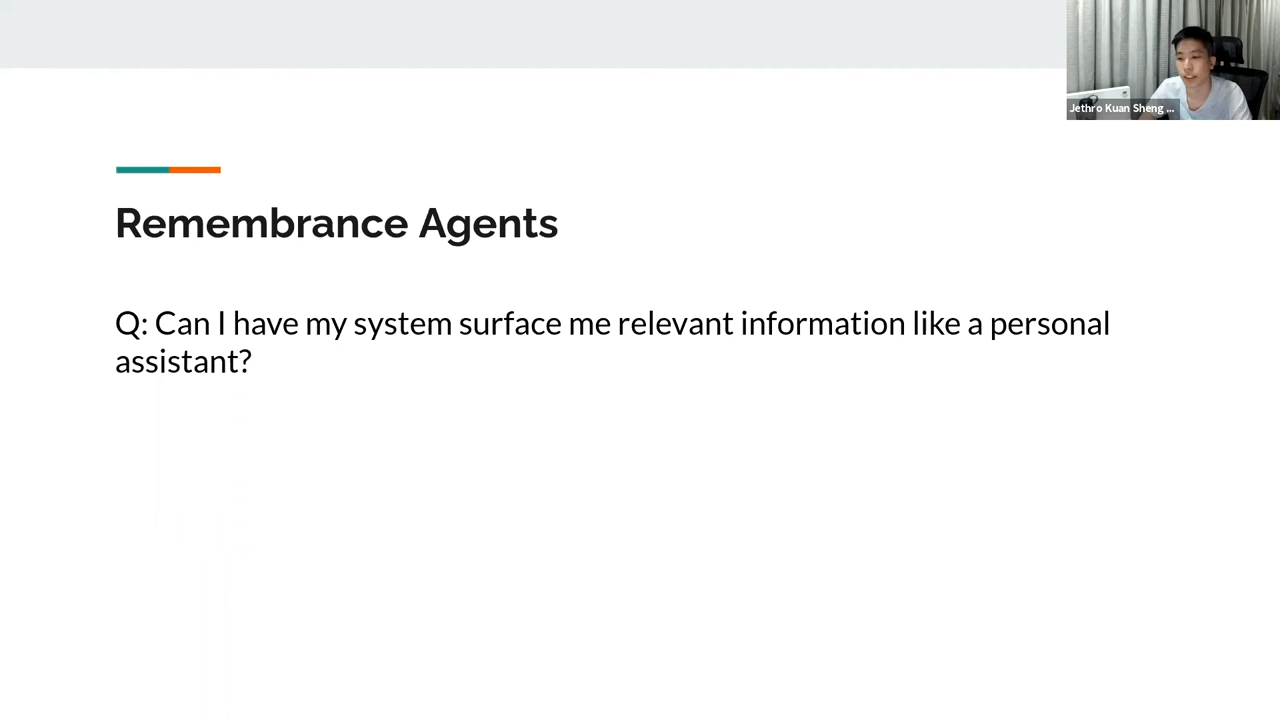 Jethro Kuan Sheng ...
Remembrance Agents
Q: Can I have my system surface me relevant information like a personal
assistant?